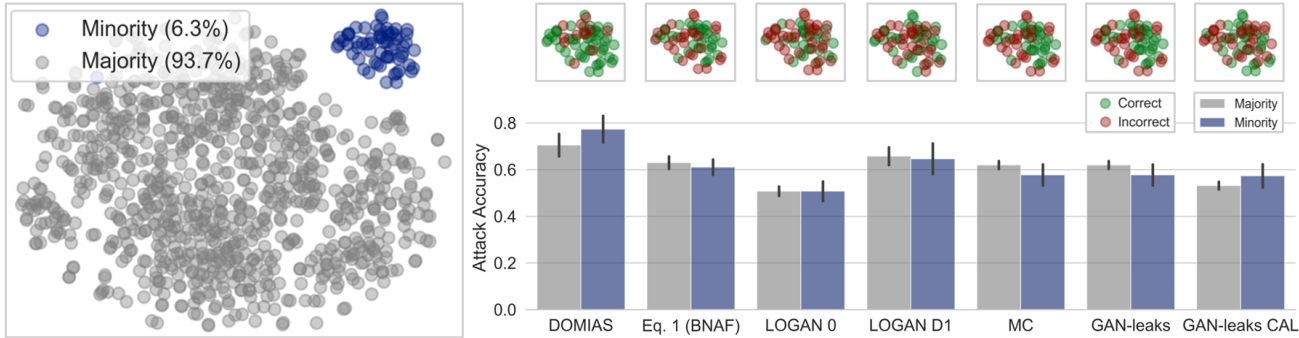 Minority (6.3%)
Majority (93.7%)
Correct
Incorrect
Majority
Minority
Attack Accuracy
0.8
0.6
0.4
0.2
0.0
DOMIAS
Eq. 1 (BNAF)
LOGAN 0
LOGAN D1
MC
GAN-leaks
GAN-leaks CAL